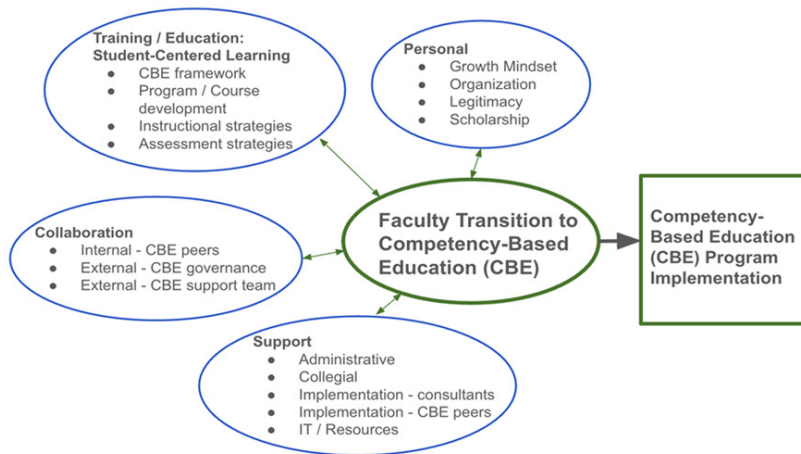 Training / Education:
Student-Centered Learning
● CBE framework
● Program / Course
development
● Instructional strategies
● Assessment strategies
Personal
● Growth Mindset
● Organization
● Legitimacy
● Scholarship
Collaboration
● Internal - CBE peers
● External - CBE governance
● External - CBE support team
Faculty Transition to
Competency-Based
Education (CBE)
Competency-
Based Education
(CBE) Program
Implementation
Support
● Administrative
● Collegial
● Implementation - consultants
● Implementation - CBE peers
● IT / Resources